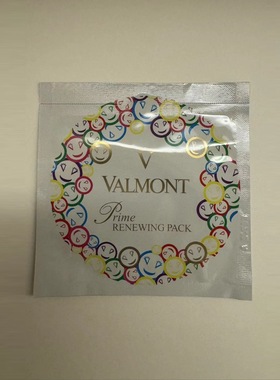 V
VALMONT
Prime
RENEWING PACK